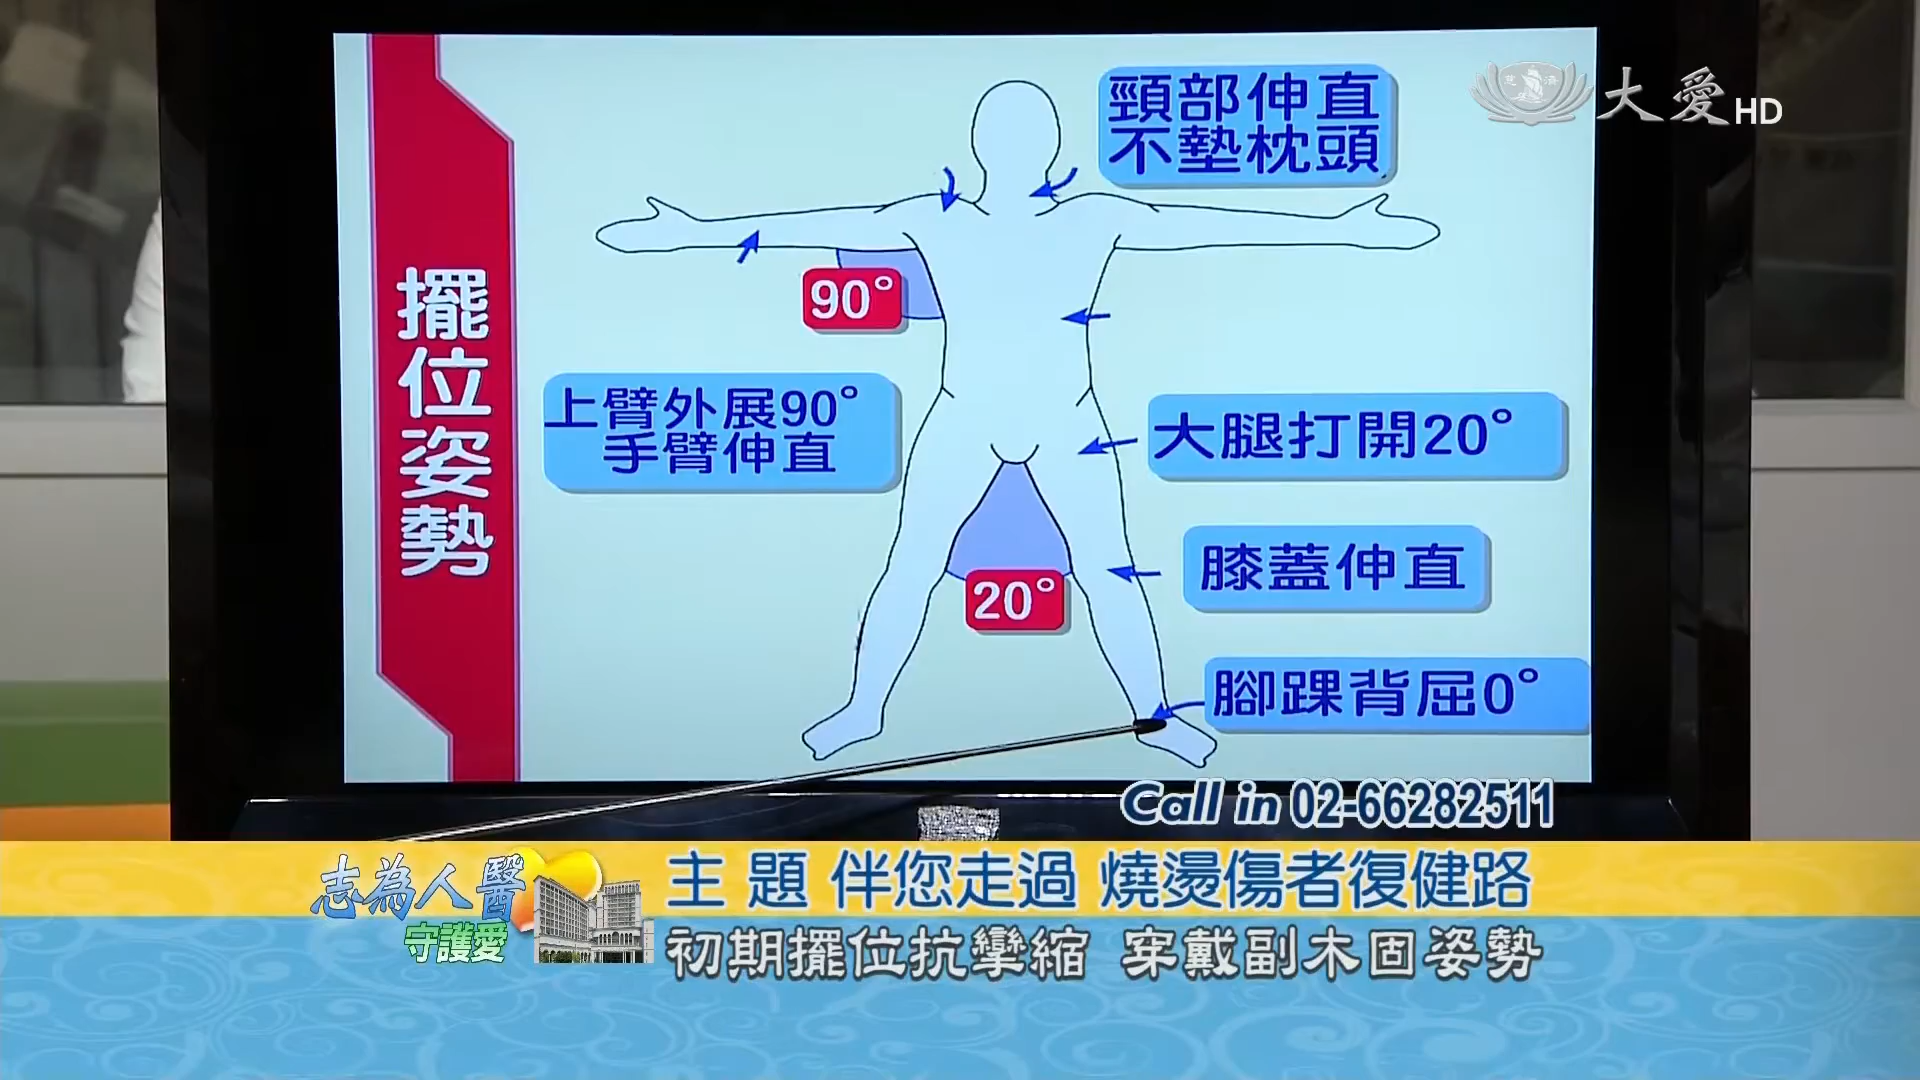 大愛HD
擺位姿勢
頸部伸直
不墊枕頭
90°
上臂外展90°
手臂伸直
大腿打開20°
膝蓋伸直
20°
腳踝背屈0°
Call in 02-66282511
志為人醫
守護愛
主題 伴您走過 燒燙傷者復健路
初期擺位抗攣縮 穿戴副木固姿勢